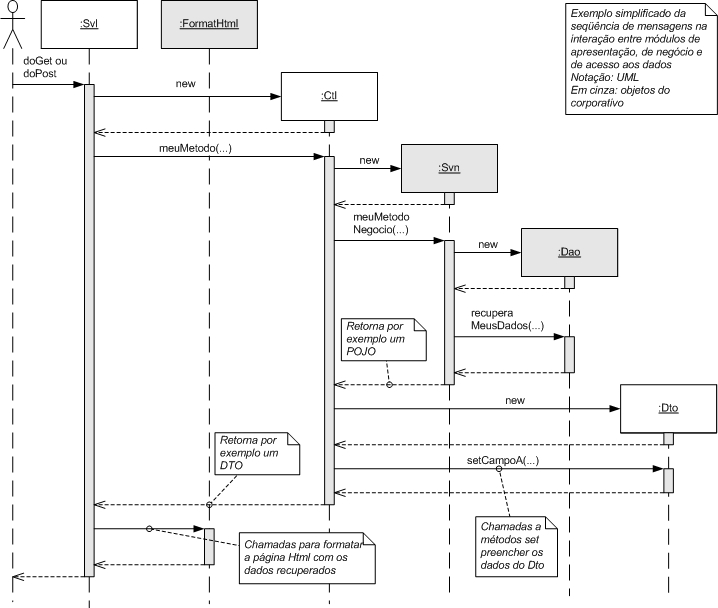 :Svl
:FormatHtml
Exemplo simplificado da
seqüência de mensagens na
interação entre módulos de
apresentação, de negócio e
de acesso aos dados
Notação: UML
Em cinza: objetos do
corporativo
doGet ou
doPost
new
:Ctl
meuMetodo(...)
new
:Svn
meuMetodo
Negocio(...)
new
:Dao
recupera
MeusDados(...)
Retorna por
exemplo um
POJO
new
:Dto
Retorna por
exemplo um
DTO
setCampoA(...)
Chamadas a
métodos set
preencher os
dados do Dto
Chamadas para formatar
a página Html com os
dados recuperados